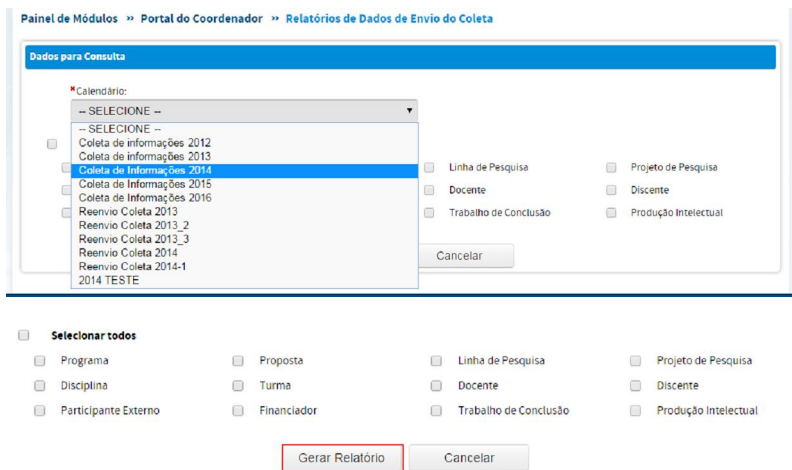 Painel de Módulos » Portal do Coordenador » Relatórios de Dados de Envio do Coleta
Dados para Consulta
*Calendário:
-- SELECIONE --
-- SELECIONE --
Coleta de informações 2012
Coleta de informações 2013
Coleta de Informações 2014
Coleta de Informações 2015
Coleta de Informações 2016
Reenvio Coleta 2013
Reenvio Coleta 2013_2
Reenvio Coleta 2013_3
Reenvio Coleta 2014
Reenvio Coleta 2014-1
2014 TESTE
Linha de Pesquisa Projeto de Pesquisa
Docente Discente
Trabalho de Conclusão Produção Intelectual
Cancelar
Selecionar todos
Programa Proposta Linha de Pesquisa Projeto de Pesquisa
Disciplina Turma Docente Discente
Participante Externo Financiador Trabalho de Conclusão Produção Intelectual
Gerar Relatório Cancelar